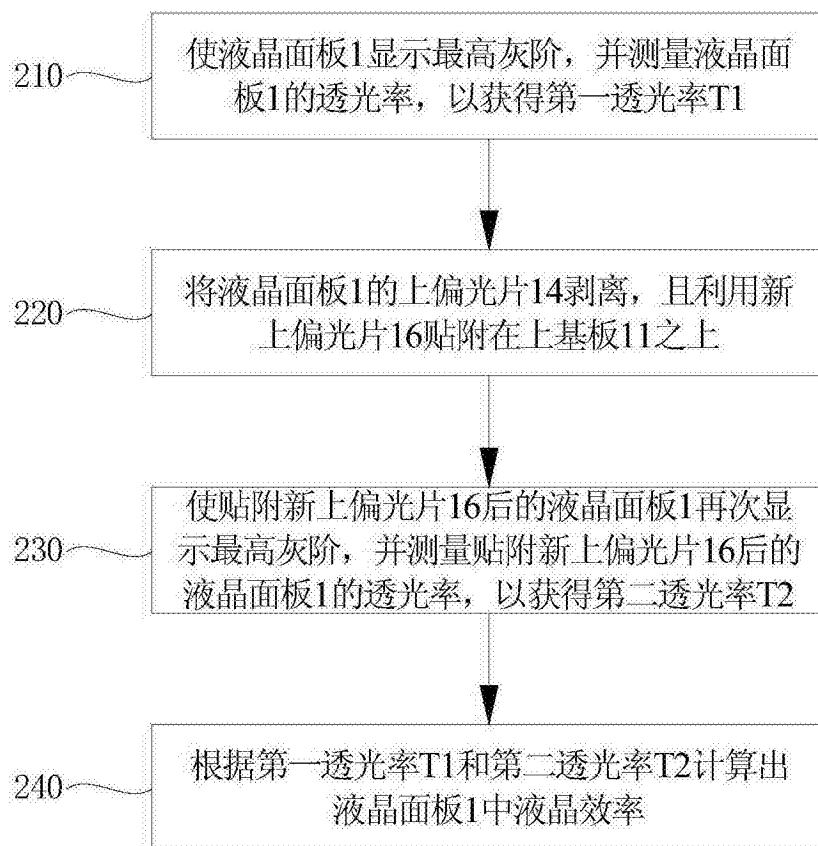 210
使液晶面板1显示最高灰阶，并测量液晶面
板1的透光率，以获得第一透光率T1
220
将液晶面板1的上偏光片14剥离，且利用新
上偏光片16贴附在上基板11之上
230
使贴附新上偏光片16后的液晶面板1再次显
示最高灰阶，并测量贴附新上偏光片16后的
液晶面板1的透光率，以获得第二透光率T2
240
根据第一透光率T1和第二透光率T2计算出
液晶面板1中液晶效率